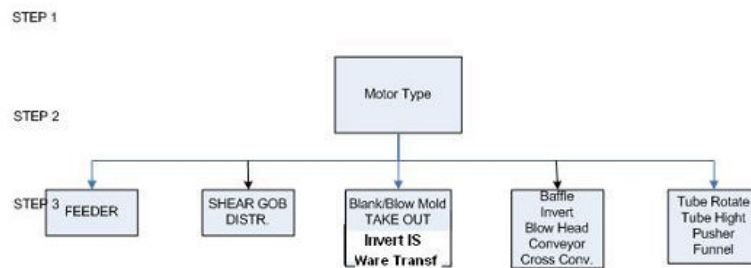 STEP 1
Motor Type
STEP 2
STEP 3
FEEDER
SHEAR GOB
DISTR.
Blank/Blow Mold
TAKE OUT
Invert IS
Ware Transf
Baffle
Invert
Blow Head
Conveyor
Cross Conv.
Tube Rotate
Tube Hight
Pusher
Funnel